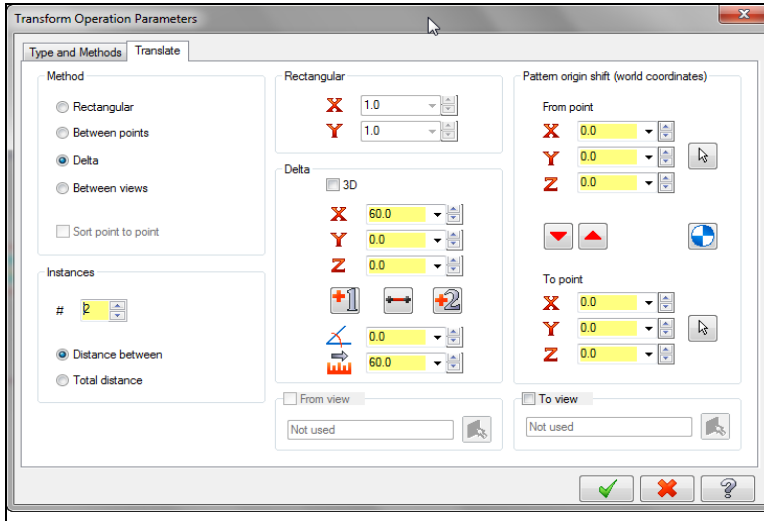 Transform Operation Parameters
Type and Methods
Translate
Method
Rectangular
Between points
Delta
Between views
Sort point to point
Instances
# 2
Distance between
Total distance
Rectangular
X 1.0
Y 1.0
Delta
3D
X 60.0
Y 0.0
Z 0.0
+1 +2
0.0
60.0
From view
Not used
Pattern origin shift (world coordinates)
From point
X 0.0
Y 0.0
Z 0.0
To point
X 0.0
Y 0.0
Z 0.0
To view
Not used
?